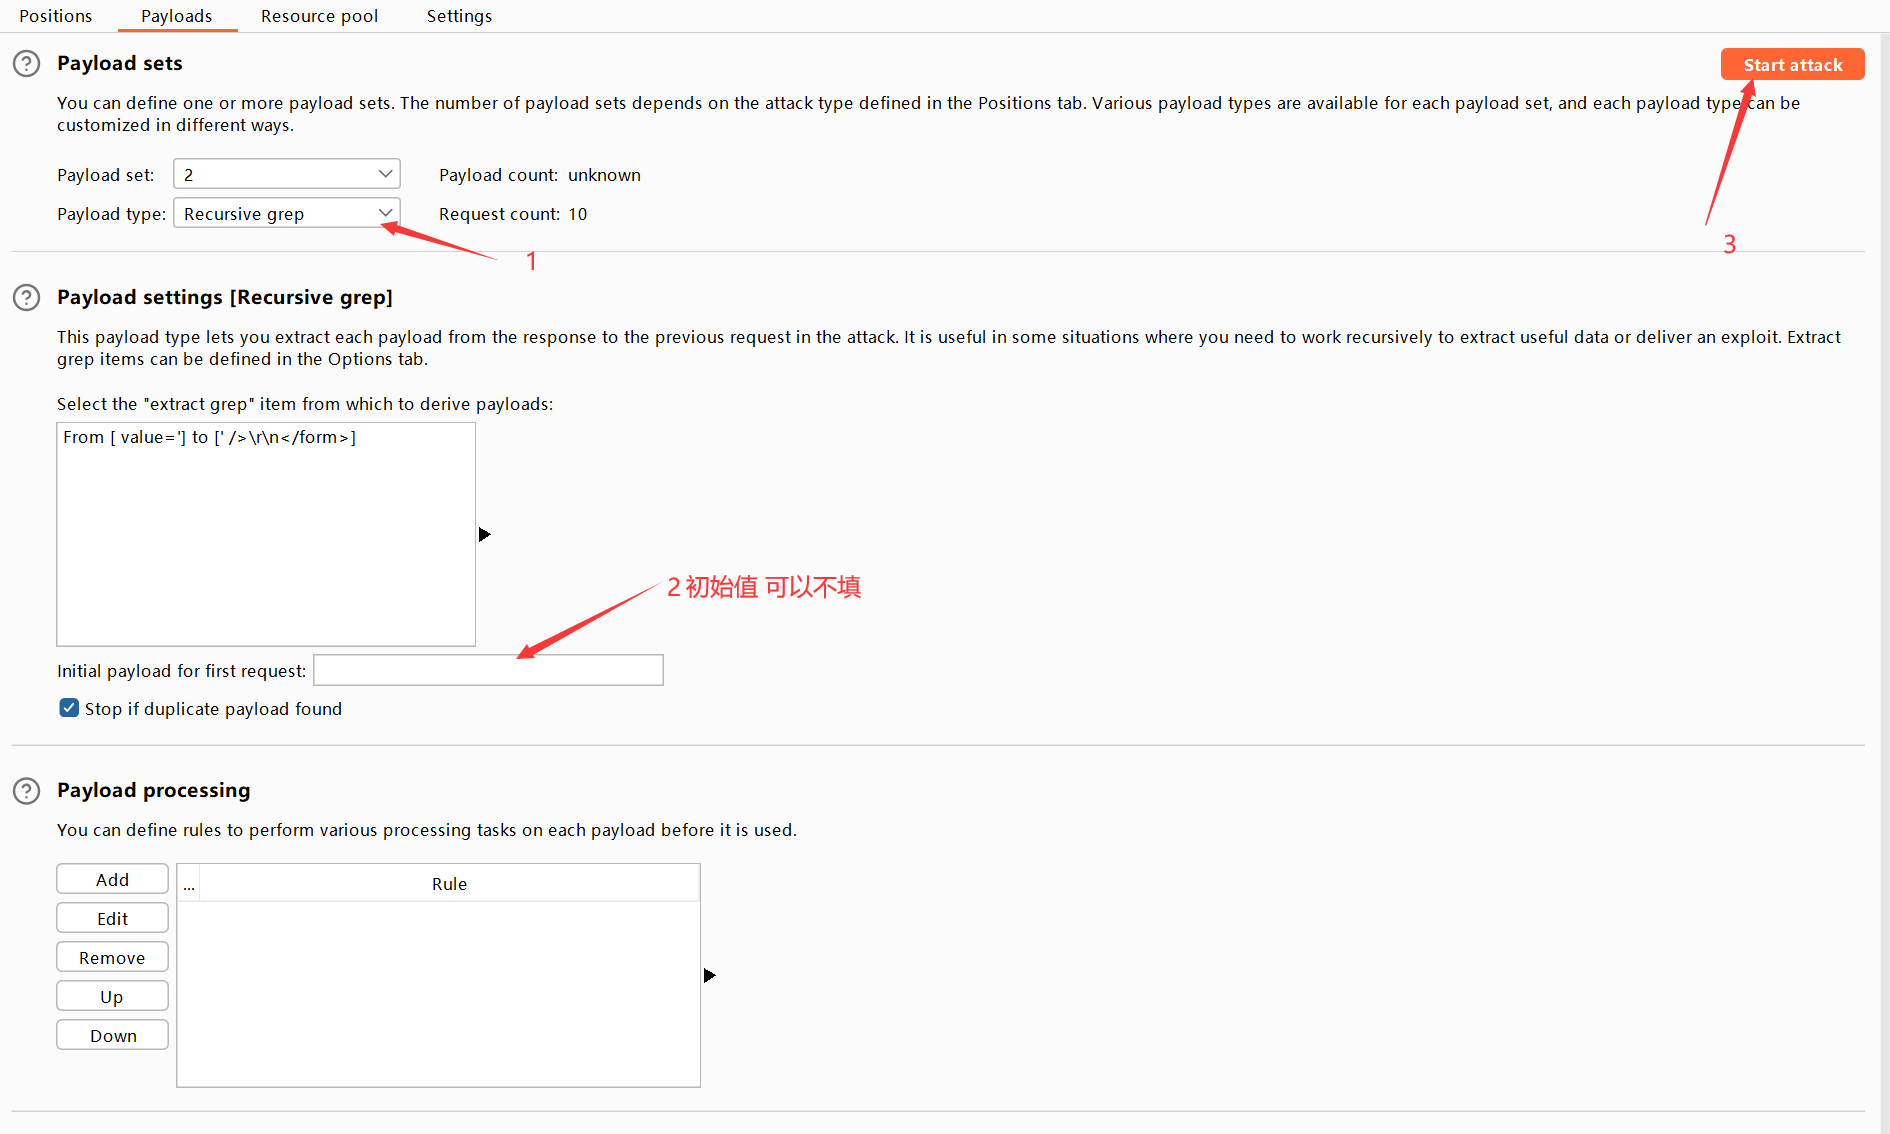 Positions Payloads Resource pool Settings
Payload sets
Start attack
You can define one or more payload sets. The number of payload sets depends on the attack type defined in the Positions tab. Various payload types are available for each payload set, and each payload type can be
customized in different ways.
Payload set: 2 Payload count: unknown
Payload type: Recursive grep Request count: 10
1
3
Payload settings [Recursive grep]
This payload type lets you extract each payload from the response to the previous request in the attack. It is useful in some situations where you need to work recursively to extract useful data or deliver an exploit. Extract
grep items can be defined in the Options tab.
Select the "extract grep" item from which to derive payloads:
From [ value='] to [' />\r\n</form>]
2 初始值 可以不填
Initial payload for first request:
Stop if duplicate payload found
Payload processing
You can define rules to perform various processing tasks on each payload before it is used.
Add
... Rule
Edit
Remove
Up
Down